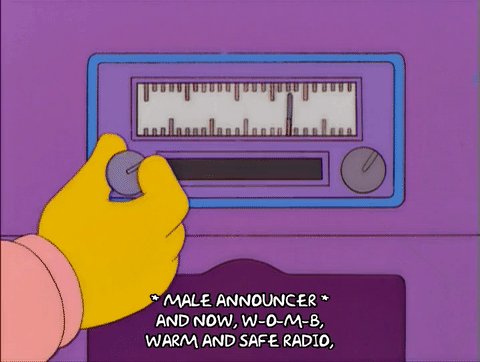 * MALE ANNOUNCER *
AND NOW, W-O-M-B,
WARM AND SAFE RADIO,